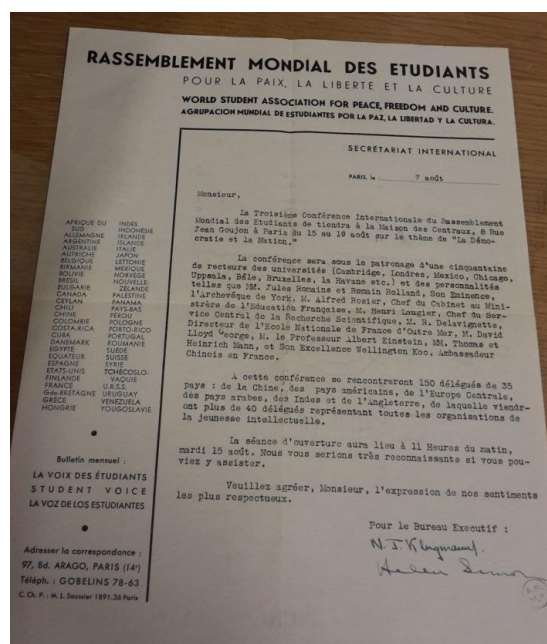 RASSEMBLEMENT MONDIAL DES ETUDIANTS
POUR LA PAIX, LA LIBERTE ET LA CULTURE
WORLD STUDENT ASSOCIATION FOR PEACE, FREEDOM AND CULTURE.
AGRUPACION MUNDIAL DE ESTUDIANTES POR LA PAZ, LA LIBERTAD Y LA CULTURA.
SECRÉTARIAT INTERNATIONAL
PARIS, le 7 août
Monsieur,
La Troisième Conférence Internationale du Rassemblement
Mondial des Etudiants de tiendra à la Maison des Centraux, 8 Rue
Jean Goujon à Paris du 15 au 19 août sur le thème de "La Démo-
cratie et la Nation."
La conférence sera sous le patronage d'une cinquantaine
de recteurs des universités (Cambridge, Londres, Mexico, Chicago,
Uppsala, Bâle, Bruxelles, la Havane etc.) et des personnalités
telles que MM. Jules Romains et Romain Rolland, Son Eminence,
l'Archevêque de York, M. Alfred Rosier, Chef du Cabinet au Mini-
stère de l'Education Française, M. Henri Laugier, Chef du Ser-
vice Central de la Recherche Scientifique, M. R. Delavignette,
Directeur de l'Ecole Nationale de France d'Outre Mer, M. David
Lloyd George, M. le Professeur Albert Einstein, MM. Thomas et
Heinrich Mann, et Son Excellence Wellington Koo, Ambassadeur
Chinois en France.
A cette conférence se rencontreront 150 délégués de 35
pays : de la Chine, des pays américains, de l'Europe Centrale,
des pays arabes, des Indes et de l'Angleterre, de laquelle viendr-
ont plus de 40 délégués représentant toutes les organisations de
la jeunesse intellectuelle.
La séance d'ouverture aura lieu à 11 Heures du matin,
mardi 15 août. Nous vous serions très reconnaissants si vous pou-
viez y assister.
Veuillez agréer, Monsieur, l'expression de nos sentiments
les plus respectueux.
Pour le Bureau Executif :
AFRIQUE DU SUD
ALLEMAGNE
ARGENTINE
AUSTRALIE
AUTRICHE
BELGIQUE
BIRMANIE
BOLIVIE
BRESIL
BULGARIE
CANADA
CEYLAN
CHILI
CHINE
COLOMBIE
COSTA-RICA
CUBA
DANEMARK
EGYPTE
EQUATEUR
ESPAGNE
ETATS-UNIS
FINLANDE
FRANCE
Gde-BRETAGNE
GRECE
HONGRIE
INDES
INDONÉSIE
IRLANDE
ISLANDE
ITALIE
JAPON
LETTONIE
MEXIQUE
NORVEGE
NOUVELLE-
ZÉLANDE
PALESTINE
PANAMA
PAYS-BAS
PÉROU
POLOGNE
PORTO-RICO
PORTUGAL
ROUMANIE
SUEDE
SUISSE
SYRIE
TCHÉCOSLO-
VAQUIE
U.R.S.S.
URUGUAY
VENEZUELA
YOUGOSLAVIE
Bulletin mensuel :
LA VOIX DES ÉTUDIANTS
STUDENT VOICE
LA VOZ DE LOS ESTUDIANTES
Adresser la correspondance :
97, Bd. ARAGO, PARIS (14e)
Téléph. : GOBELINS 78-63
C. Ch. P. - M. L. Saunier 1891.36 Paris